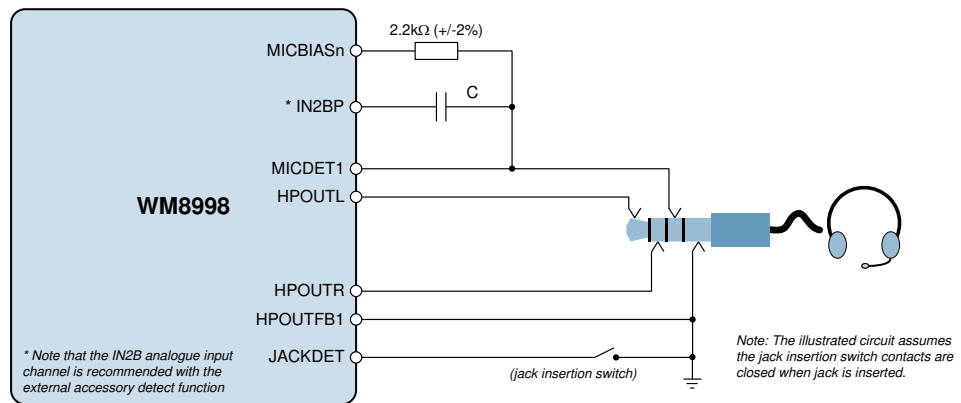 2.2kΩ (+/-2%)
MICBIASn
* IN2BP
C
MICDET1
HPOUTL
WM8998
HPOUTR
HPOUTFB1
JACKDET
(jack insertion switch)
* Note that the IN2B analogue input
channel is recommended with the
external accessory detect function
Note: The illustrated circuit assumes
the jack insertion switch contacts are
closed when jack is inserted.